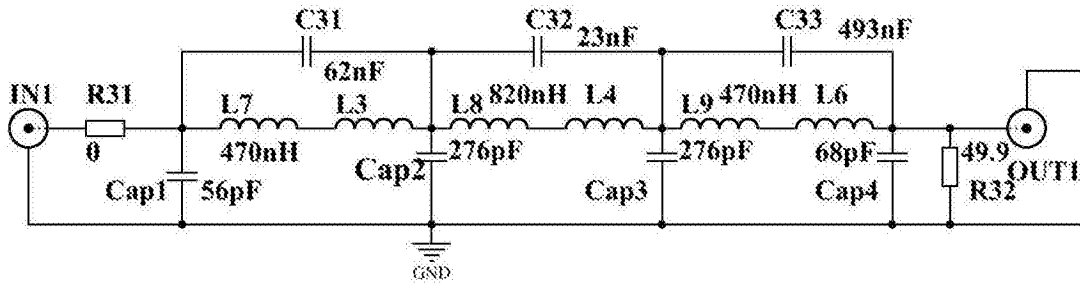 C31 C32 C33
62nF 23nF 493nF
IN1 R31 L7 L3 L8 820nH L4 L9 470nH L6
0 470nH Cap2 276pF 276pF 68pF 49.9 OUT1
Cap1 56pF Cap3 Cap4 R32
GND